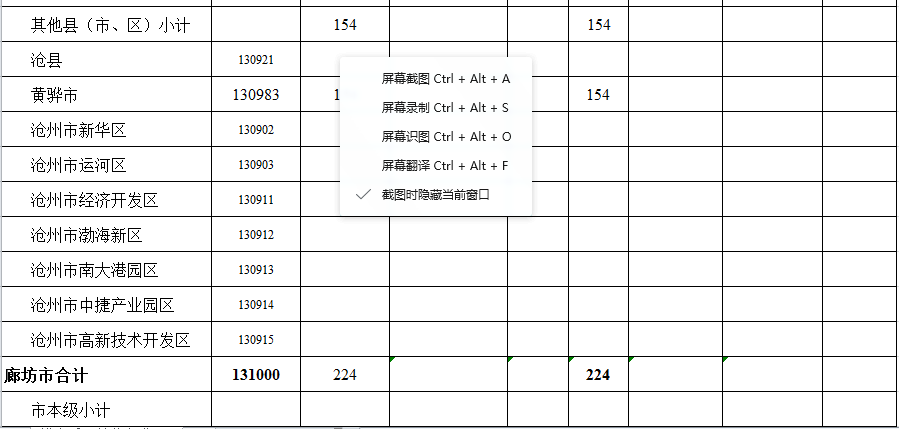 其他县（市、区）小计 154 154
沧县 130921
屏幕截图 Ctrl + Alt + A
黄骅市 130983 154
屏幕录制 Ctrl + Alt + S
沧州市新华区 130902
屏幕识图 Ctrl + Alt + O
沧州市运河区 130903
屏幕翻译 Ctrl + Alt + F
沧州市经济开发区 130911
截图时隐藏当前窗口
沧州市渤海新区 130912
沧州市南大港园区 130913
沧州市中捷产业园区 130914
沧州市高新技术开发区 130915
廊坊市合计 131000 224 224
市本级小计